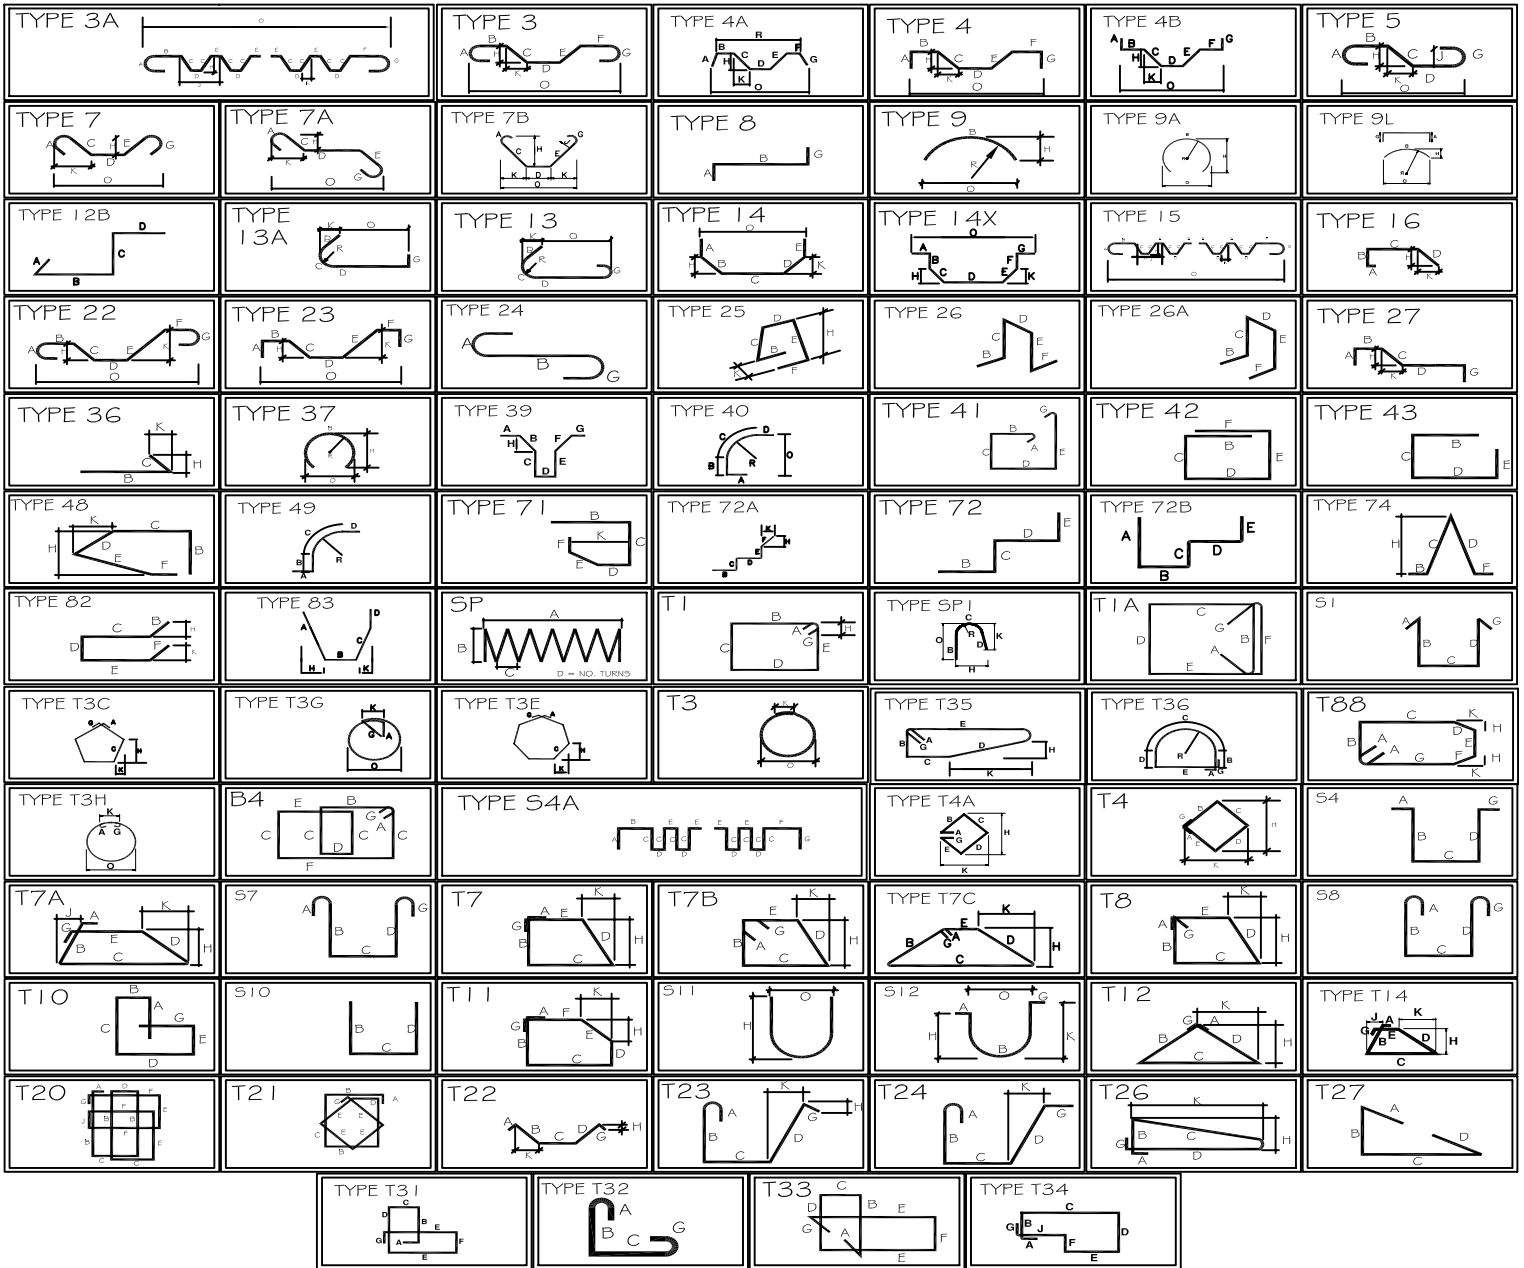 TYPE 3A
O
B E E E E F
A C C C C C C C C G
D H D D K D
J
TYPE 3
B F
A H C E G
K D
O
TYPE 4A
R
B F
A H C E G
K D
O
TYPE 4
B F
A H C E G
K D
O
TYPE 4B
A B F G
H C E
K D
O
TYPE 5
B
A H C J G
K D
O
TYPE 7
A C H E G
K D
O
TYPE 7A
A
C H
K D
E
G
O
TYPE 7B
A G
C H E
K D K
O
TYPE 8
B G
A
TYPE 9
B
H
R
O
TYPE 9A
B
R H
O
TYPE 9L
O A
B
R H
O
TYPE 12B
D
A C
B
TYPE
13A
K O
B R
C D G
TYPE 13
K O
B R
C D G
TYPE 14
O
A E
H B D K
C
TYPE 14X
O
A G
B F
H C E K
D
TYPE 15
O
TYPE 16
C
B H D
A K
TYPE 22
B F
A H C E K G
D
O
TYPE 23
B F
A H C E K G
D
O
TYPE 24
A
B
G
TYPE 25
D
C E H
B
K F
TYPE 26
D
C E
B F
TYPE 26A
D
C E
B
F
TYPE 27
B
A H C
K D G
TYPE 36
K
C H
B
TYPE 37
B
R H
O
TYPE 39
A G
H B F
C E
D
TYPE 40
C D
B R O
A
TYPE 41
G
B
C A E
D
TYPE 42
F
B
C E
D
TYPE 43
B
C E
D
TYPE 48
K C
H D B
E F
TYPE 49
C D
B R
A
TYPE 71
B
K
F C
E D
TYPE 72A
K
F H
E
C D
B
TYPE 72
E
D
C
B
TYPE 72B
A E
C D
B
TYPE 74
H C D
B F
TYPE 82
C B H
D F
E K
TYPE 83
A D
C
B
H K
SP
A
B
C D = NO. TURNS
T1
B
A H
C G E
D
TYPE SP1
C
O R K
B D
H
T1A
C
G
D B F
A
E
S1
A G
B D
C
TYPE T3C
G A
C H
K
TYPE T3G
K
G A
O
TYPE T3E
G A
C H
K
T3
K
O
TYPE T35
E
B A
G D H
C
K
TYPE T36
C
D R B
E A G
T88
C K
D H
B A E
A F H
G K
TYPE T3H
K
A G
O
B4
E B
G
C C C A C
D
F
TYPE S4A
B E E E E F
A C C C C C C C C G
D D D D
TYPE T4A
B C
A H
G
E D
K
T4
B C
G
A H
E D
K
S4
A G
B D
C
T7A
J A K
G E
B D H
C
S7
A G
B D
C
T7
A E K
G
B D H
C
T7B
E K
G
B A D H
C
TYPE T7C
E K
B A D
G H
C
T8
E K
A G
B D H
C
S8
A G
B D
C
T10
B
A
C G
E
D
S10
B D
C
T11
A F K
G
B E H
D
C
S11
O
H
S12
O
A G
H K
B
T12
K
G A
B D H
C
TYPE T14
J A K
G E
B D H
C
T20
A D F
G F E
J B B
C F E
D
T21
B
G D A
E E
C
E E
B
T22
A C D H
B G
K
T23
K
A H
G
B D
C
T24
K
A
G
B D
C
T26
K
B C H
G D
A
T27
A
B D
C
TYPE T31
C
D B
E
G A F
E
TYPE T32
A
B G
C
T33
C
D B E
G A F
E
TYPE T34
C
G B J D
A F
E